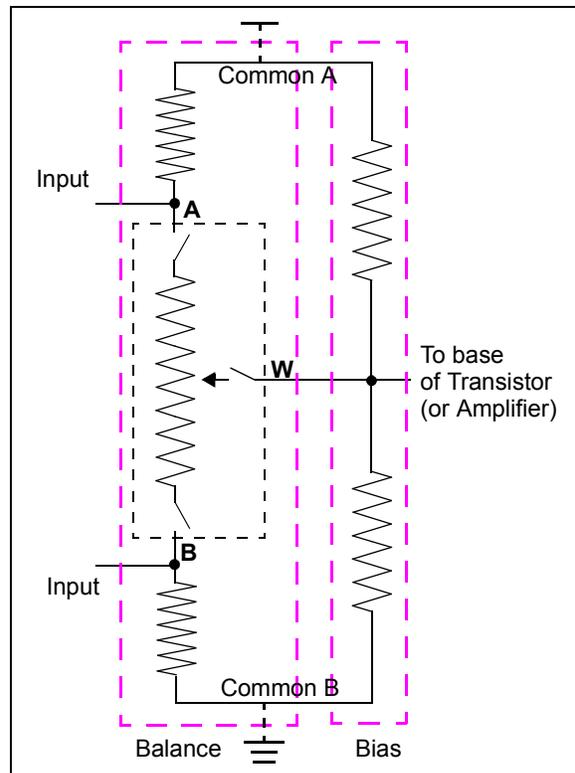 Common A
Input
A
W
To base
of Transistor
(or Amplifier)
B
Input
Common B
Balance
Bias